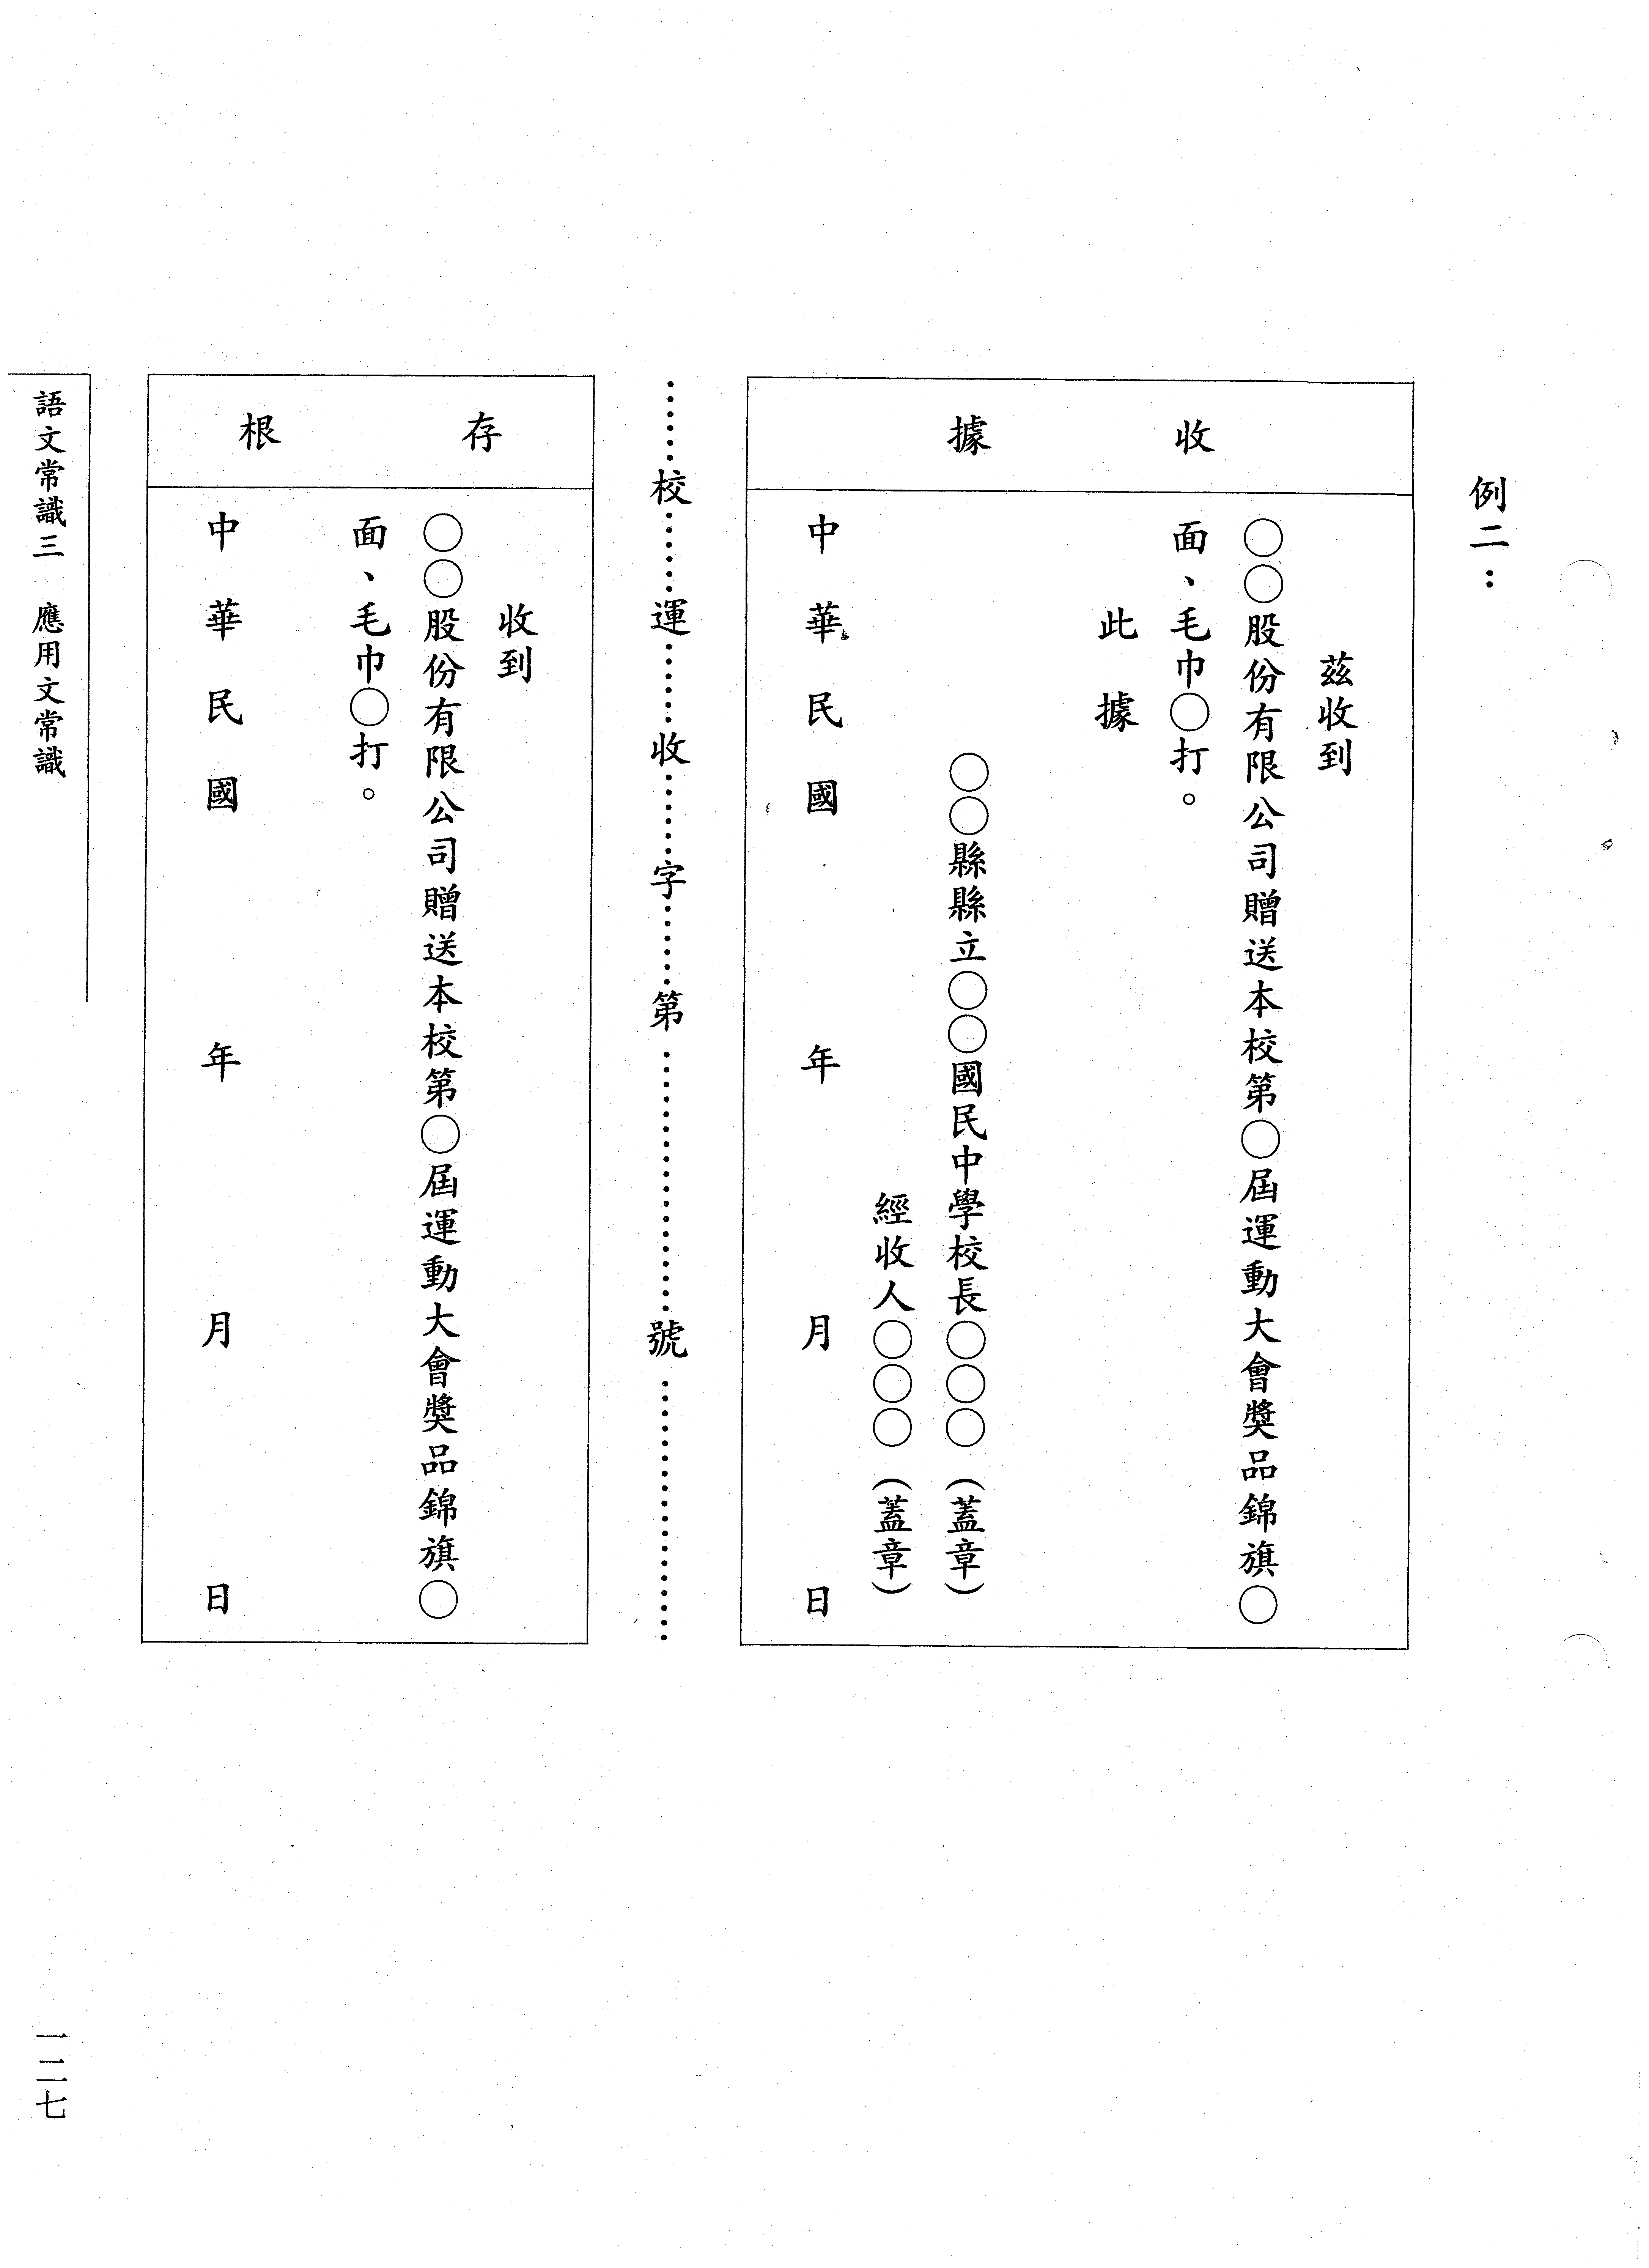 例二：
收據
茲收到
○○股份有限公司贈送本校第○屆運動大會獎品錦旗○
面、毛巾○打。
此據
○○縣縣立○○國民中學校長○○○（蓋章）
經收人○○○（蓋章）
中華民國　年　月　日
……校……運……收……字……第…………號…………
存根
收到
○○股份有限公司贈送本校第○屆運動大會獎品錦旗○
面、毛巾○打。
中華民國　年　月　日
語文常識三　應用文常識
一二七